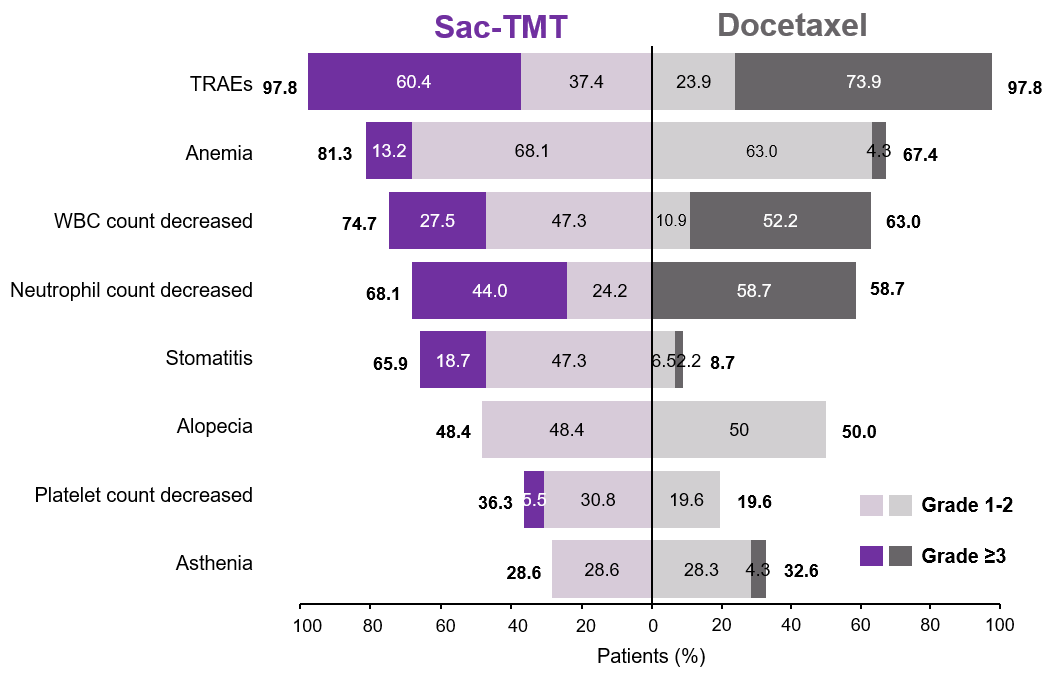 Sac-TMT Docetaxel
TRAEs 97.8 60.4 37.4 23.9 73.9 97.8
Anemia 81.3 13.2 68.1 63.0 4.3 67.4
WBC count decreased 74.7 27.5 47.3 10.9 52.2 63.0
Neutrophil count decreased 68.1 44.0 24.2 58.7 58.7
Stomatitis 65.9 18.7 47.3 6.5 2.2 8.7
Alopecia 48.4 48.4 50 50.0
Platelet count decreased 36.3 5.5 30.8 19.6 19.6
Grade 1-2
Asthenia 28.6 28.6 28.3 4.3 32.6
Grade ≥3
100 80 60 40 20 0 20 40 60 80 100
Patients (%)